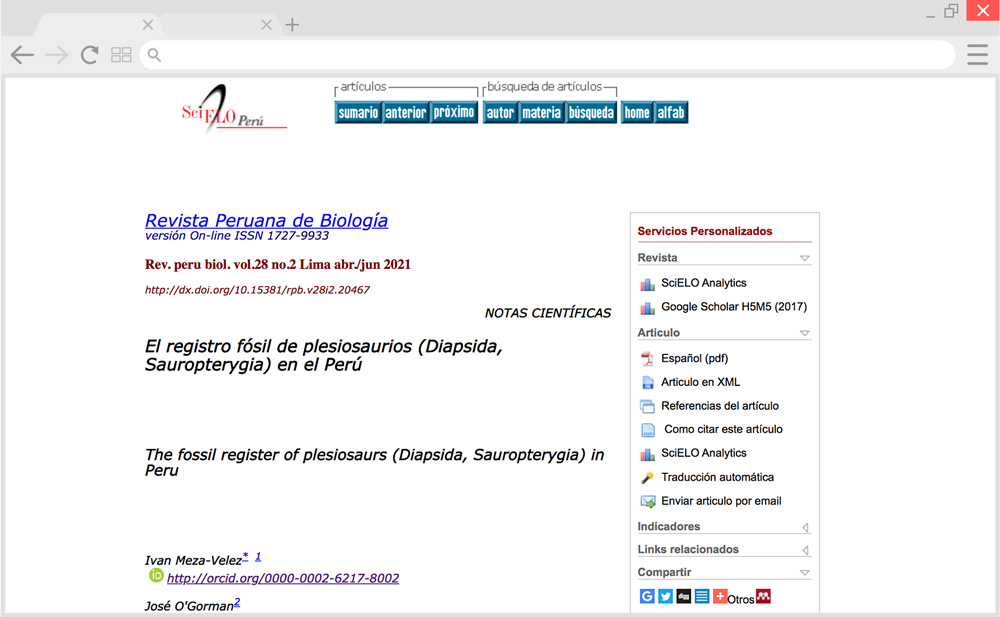 SciELO Perú
artículos
búsqueda de artículos
sumario anterior próximo autor materia búsqueda home alfab
Revista Peruana de Biología
versión On-line ISSN 1727-9933
Rev. peru biol. vol.28 no.2 Lima abr./jun 2021
http://dx.doi.org/10.15381/rpb.v28i2.20467
NOTAS CIENTÍFICAS
El registro fósil de plesiosaurios (Diapsida,
Sauropterygia) en el Perú
The fossil register of plesiosaurs (Diapsida, Sauropterygia) in
Peru
Ivan Meza-Velez* 1
iD http://orcid.org/0000-0002-6217-8002
José O'Gorman2
Servicios Personalizados
Revista
SciELO Analytics
Google Scholar H5M5 (2017)
Articulo
Español (pdf)
Articulo en XML
Referencias del artículo
Como citar este artículo
SciELO Analytics
Traducción automática
Enviar articulo por email
Indicadores
Links relacionados
Compartir
G digg Otros